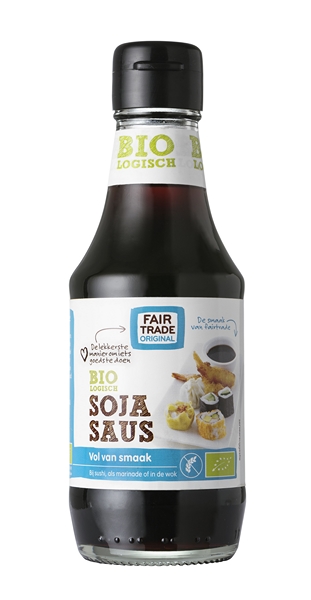 BIO
LOGISCH
FAIR
TRADE
ORIGINAL
De smaak
van fairtrade
De lekkerste
manier om iets
goeds te doen
BIO
LOGISCH
SOJA
SAUS
Vol van smaak
Bij sushi, als marinade of in de wok